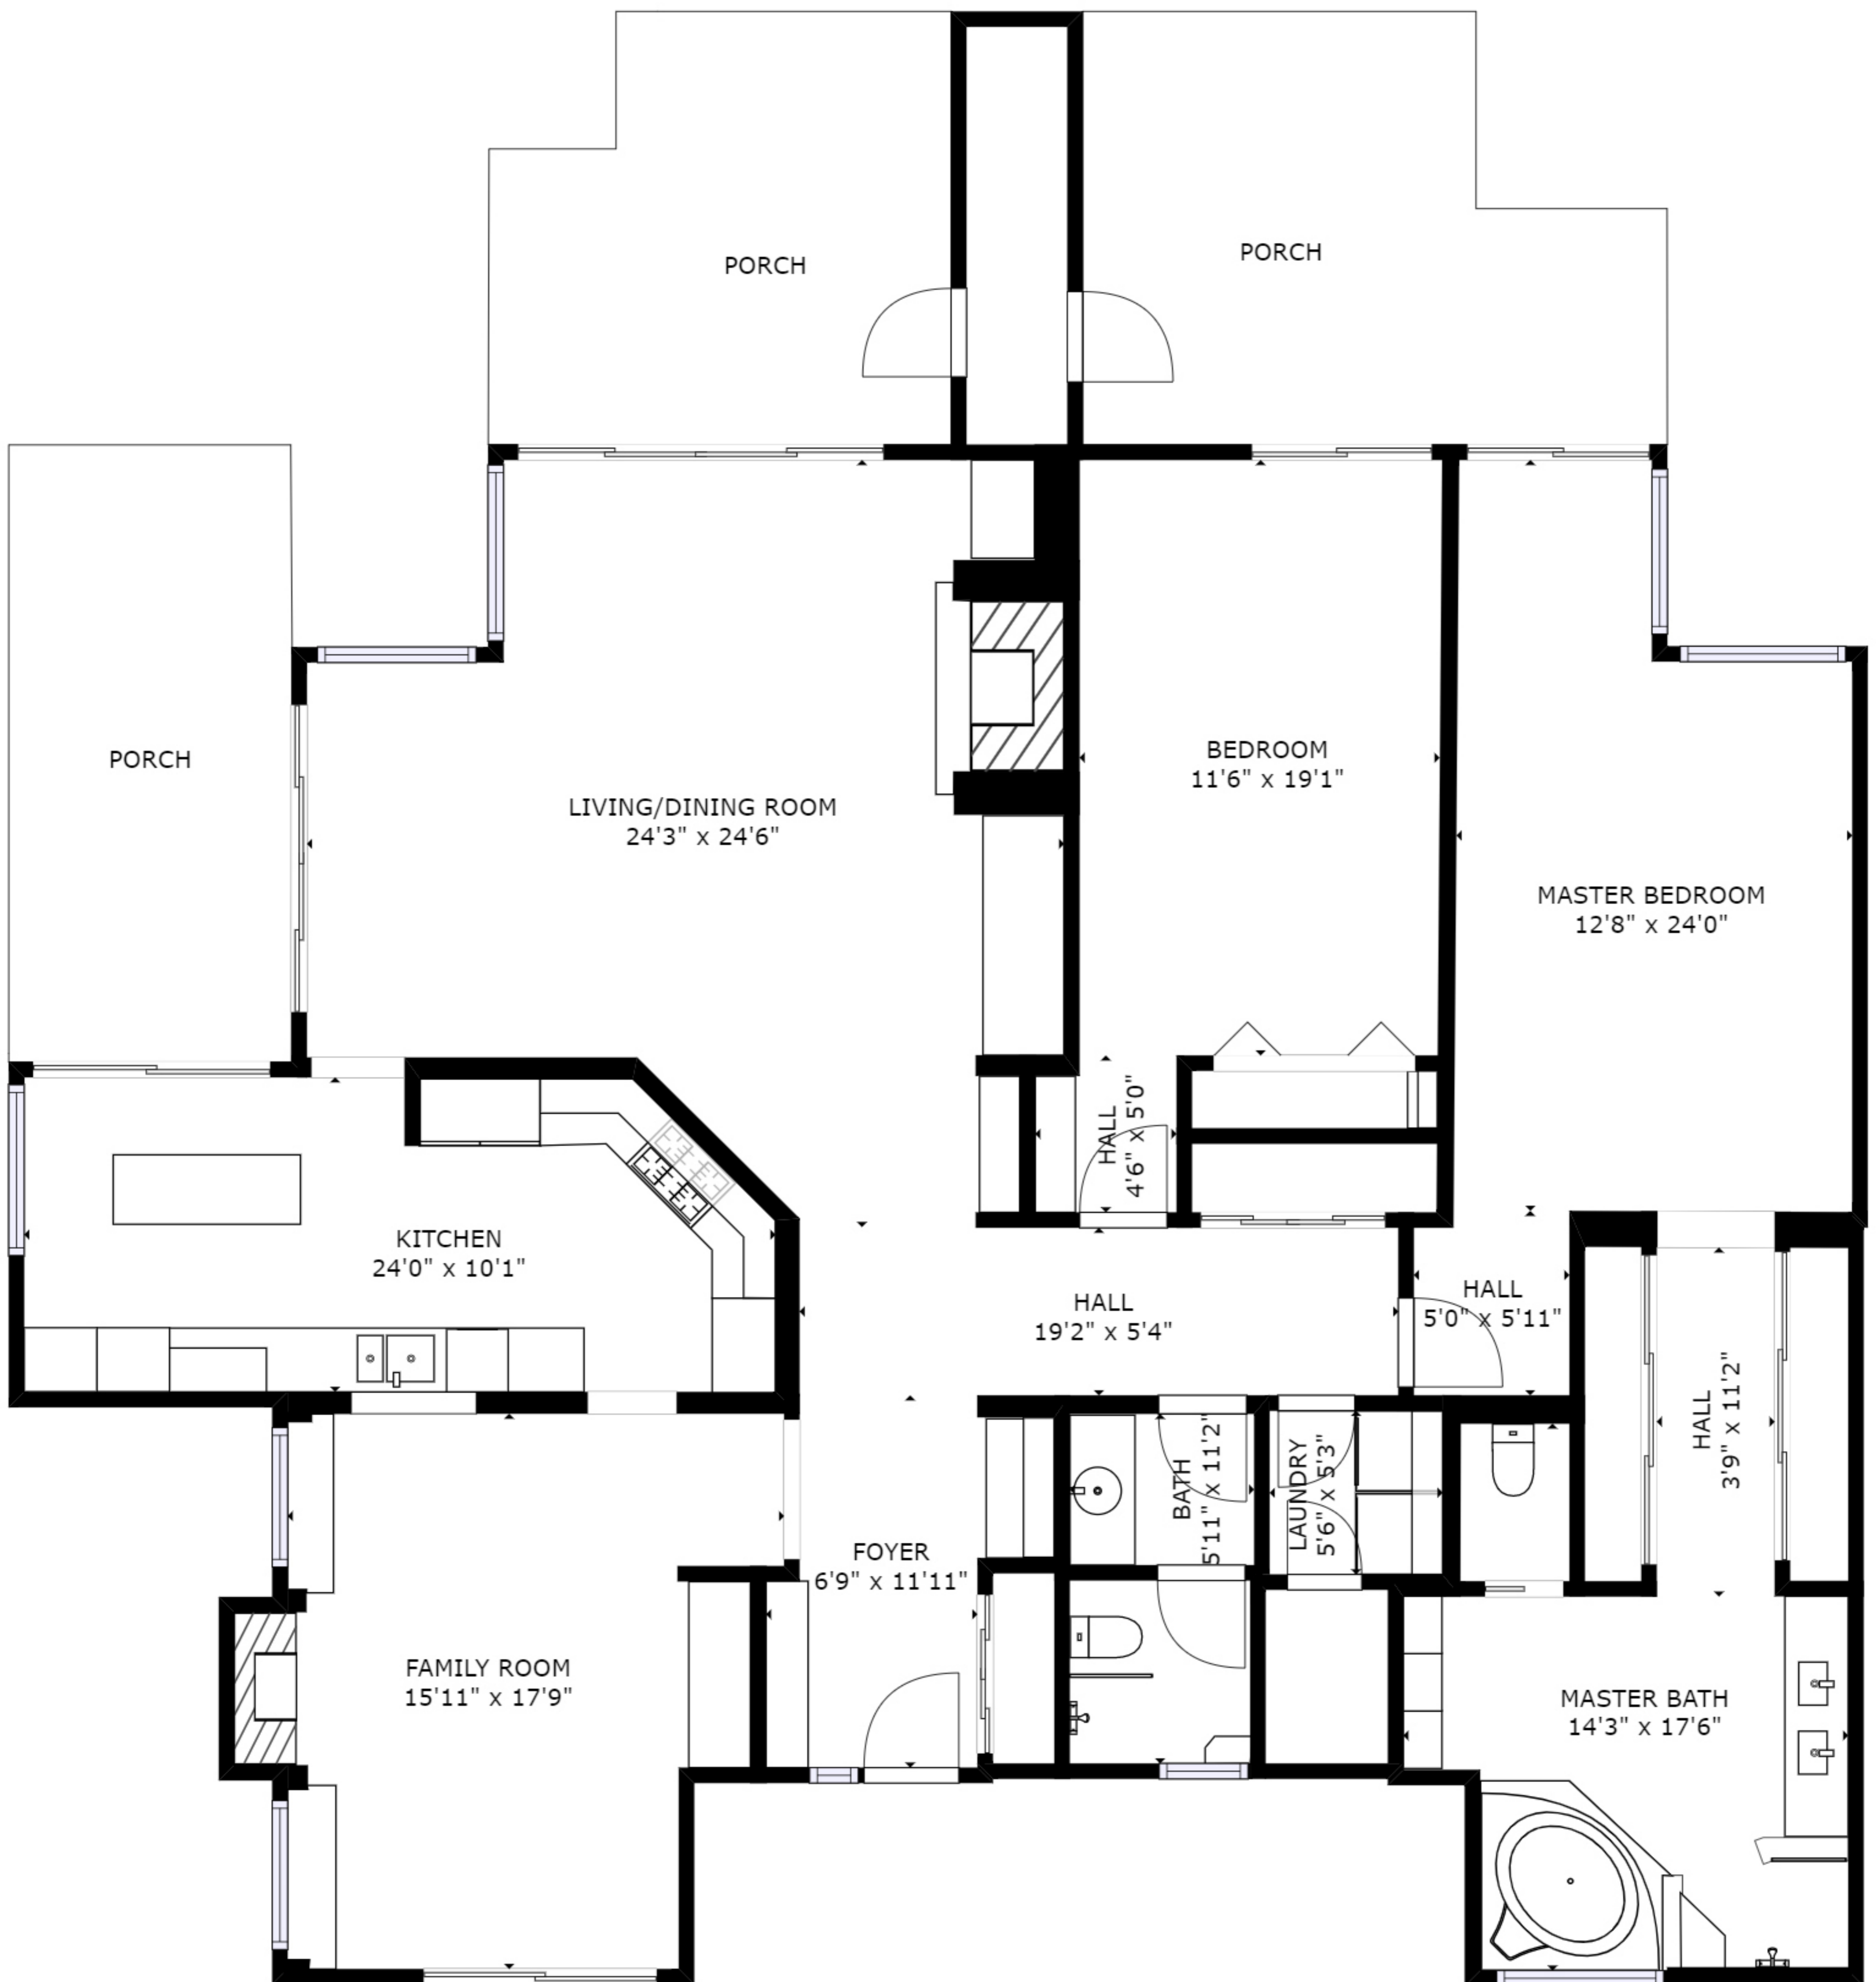 PORCH
PORCH
PORCH
LIVING/DINING ROOM
24'3" x 24'6"
BEDROOM
11'6" x 19'1"
MASTER BEDROOM
12'8" x 24'0"
HALL
4'6" x 5'0"
KITCHEN
24'0" x 10'1"
HALL
19'2" x 5'4"
HALL
5'0" x 5'11"
HALL
3'9" x 11'2"
BATH
5'11" x 11'2"
LAUNDRY
5'6" x 5'3"
FOYER
6'9" x 11'11"
FAMILY ROOM
15'11" x 17'9"
MASTER BATH
14'3" x 17'6"